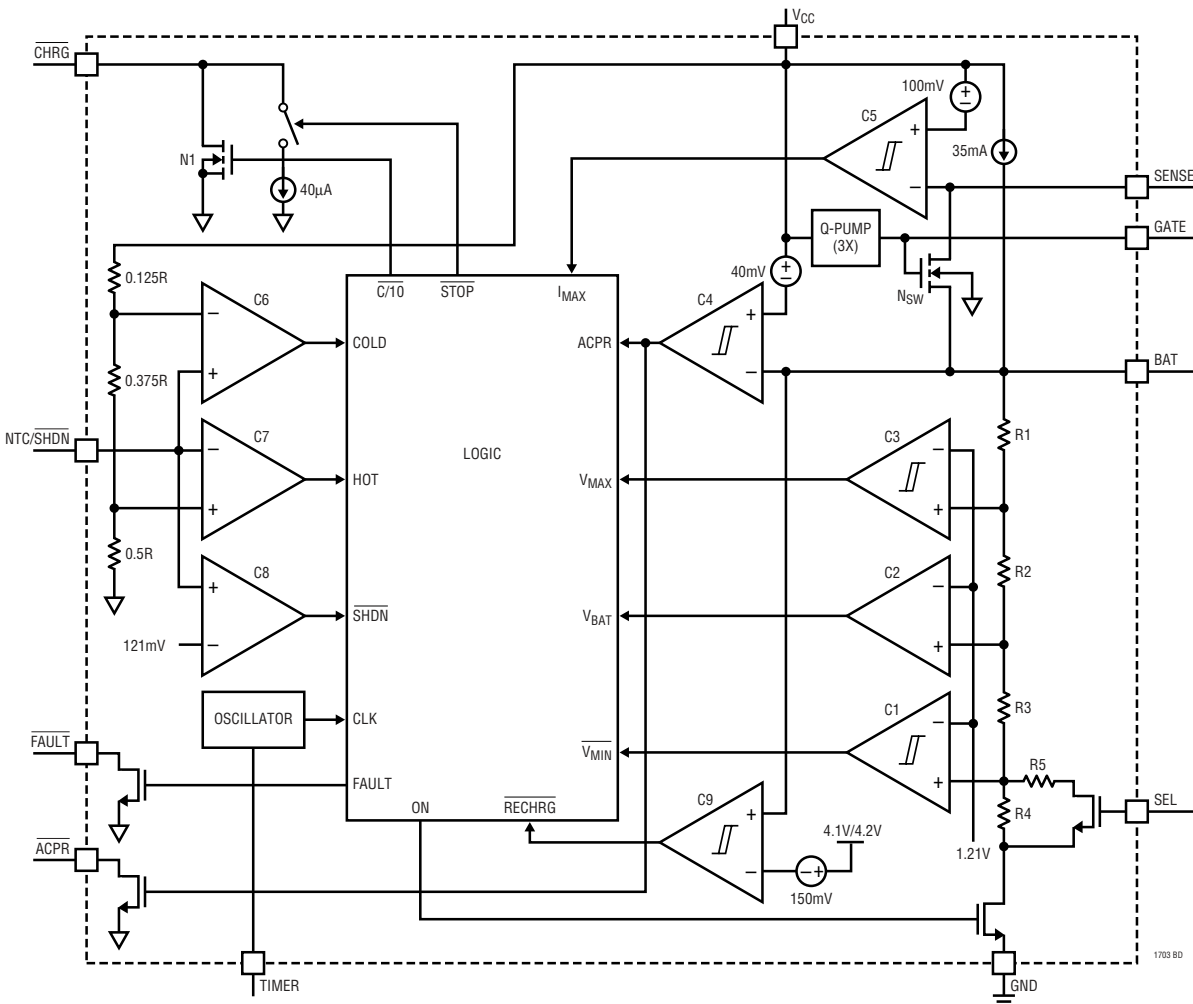 VCC
CHRG
100mV
C5
+
−
+
−
35mA
N1
40µA
SENSE
Q-PUMP
(3X)
GATE
40mV
+
−
NSW
0.125R
C/10
STOP
IMAX
C6
−
+
COLD
C4
+
−
ACPR
BAT
0.375R
NTC/SHDN
C7
−
+
HOT
LOGIC
C3
−
+
VMAX
R1
0.5R
C8
+
−
SHDN
121mV
C2
−
+
VBAT
R2
OSCILLATOR
CLK
C1
−
+
VMIN
R3
R5
R4
SEL
FAULT
FAULT
ON
RECHRG
C9
+
−
4.1V/4.2V
−+
150mV
1.21V
ACPR
TIMER
GND
1703 BD